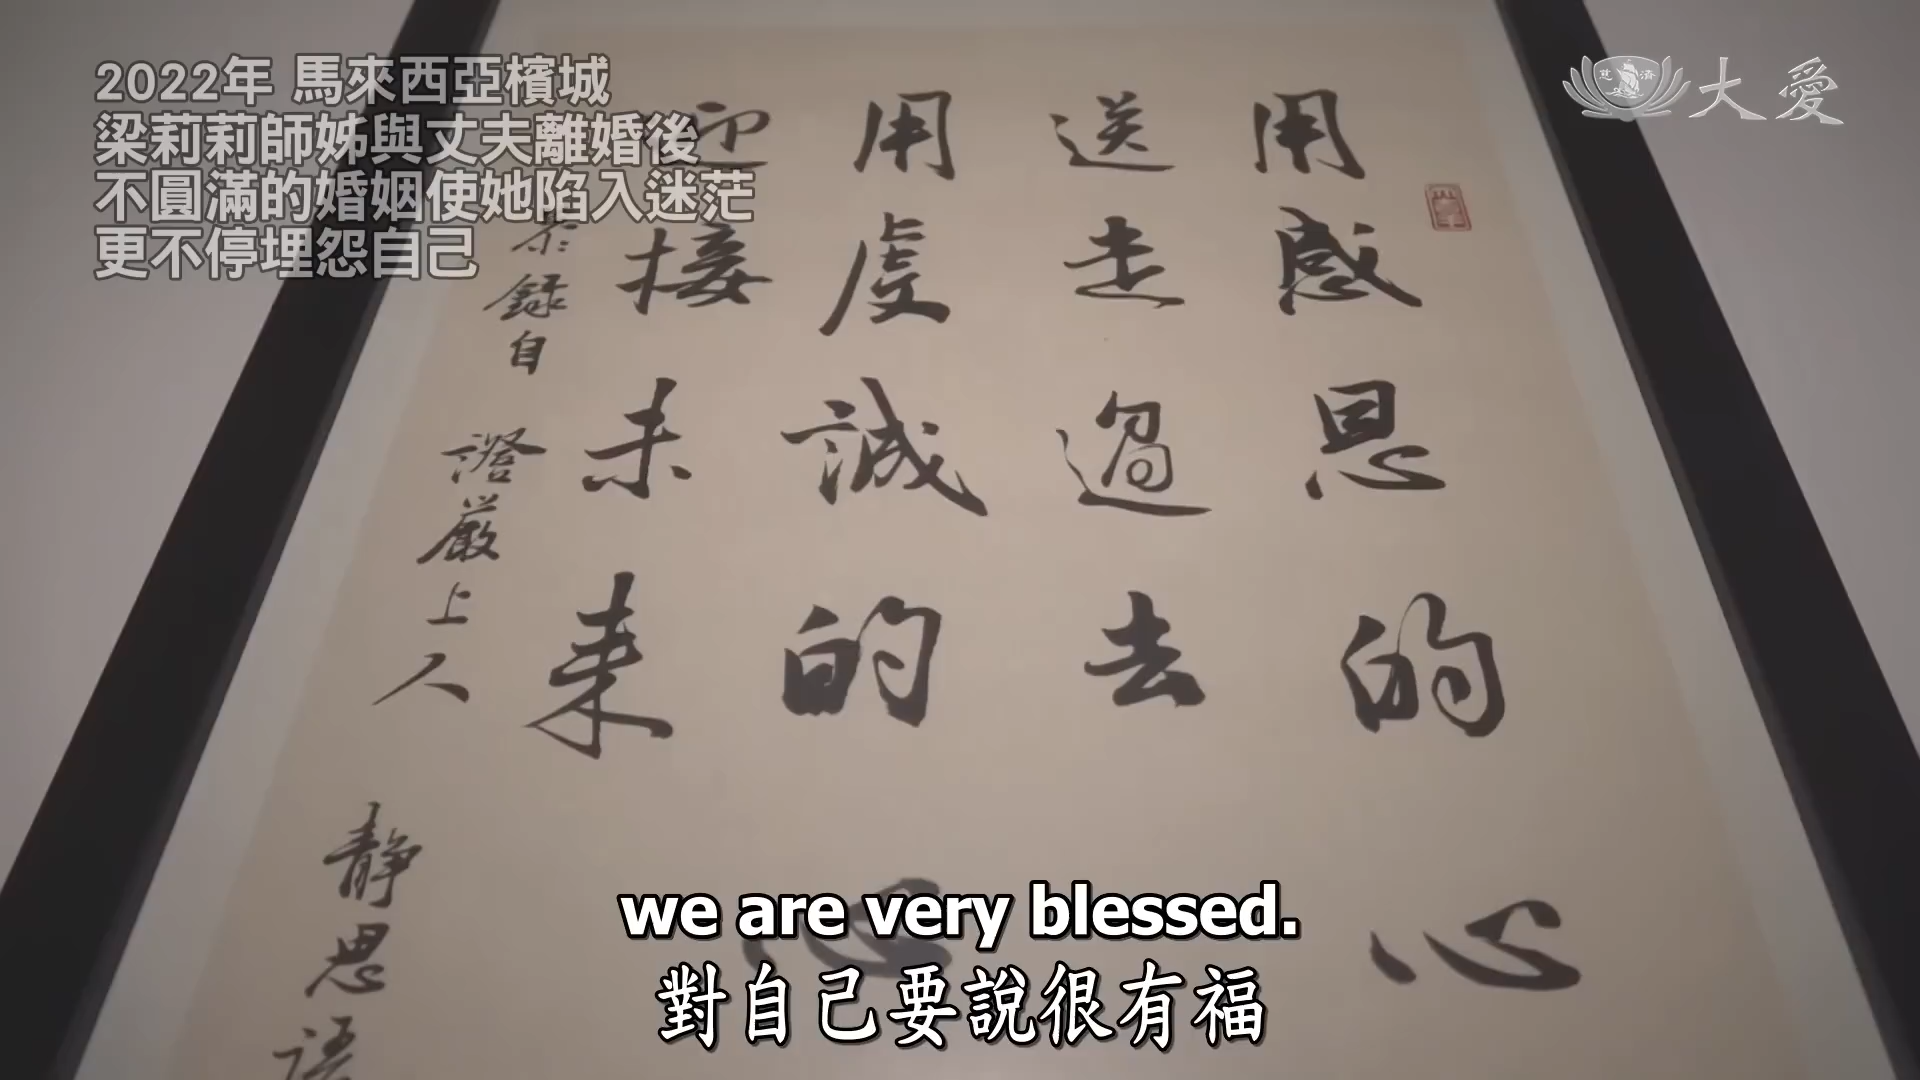 2022年 馬來西亞檳城
梁莉莉師姊與丈夫離婚後
不圓滿的婚姻使她陷入迷茫
更不停埋怨自己
慈濟
大愛
用感恩的心
送走過去
用虔誠的心
迎接未來
恭錄自 證嚴上人 靜思語
we are very blessed.
對自己要說很有福